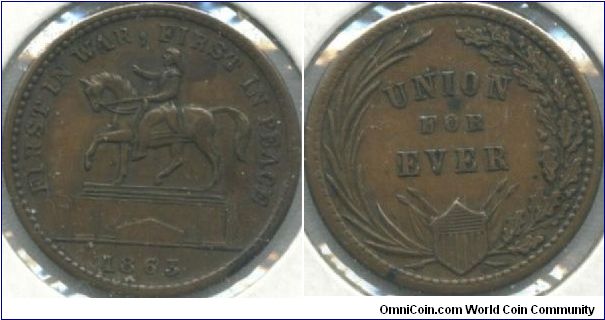 FIRST IN WAR, FIRST IN PEACE
1863
UNION
FOR
EVER
OmniCoin.com World Coin Community